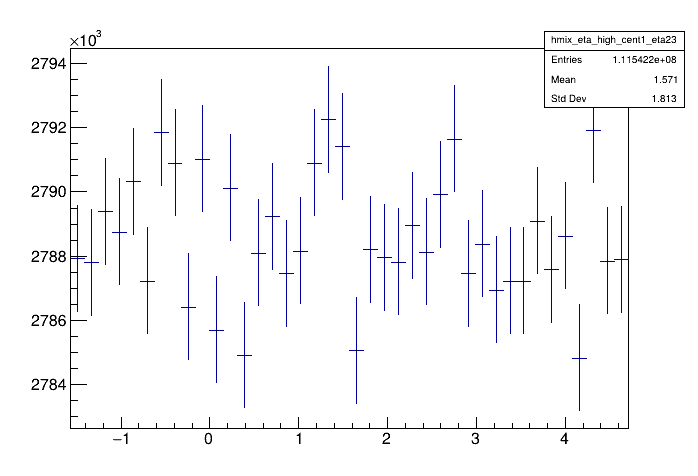 ×10³
hmix_eta_high_cent1_eta23
Entries 1.115422e+08
Mean 1.571
Std Dev 1.813
2794
2792
2790
2788
2786
2784
−1 0 1 2 3 4